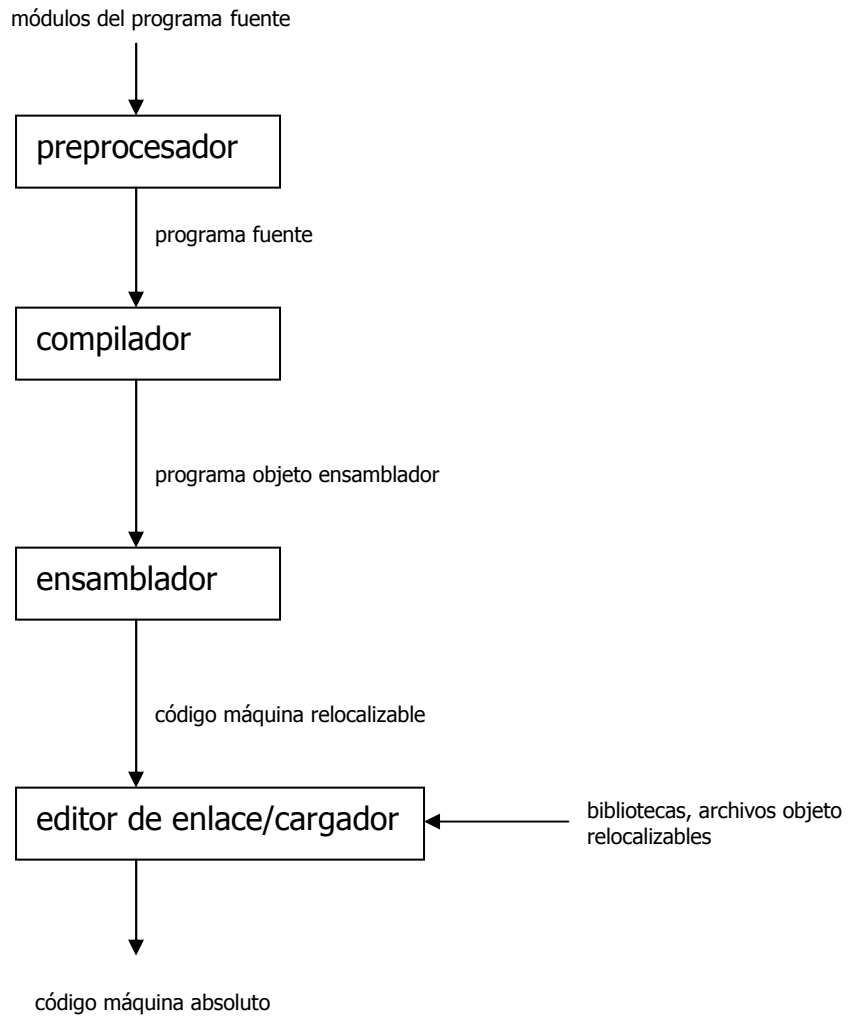 módulos del programa fuente
preprocesador
programa fuente
compilador
programa objeto ensamblador
ensamblador
código máquina relocalizable
editor de enlace/cargador
bibliotecas, archivos objeto
relocalizables
código máquina absoluto